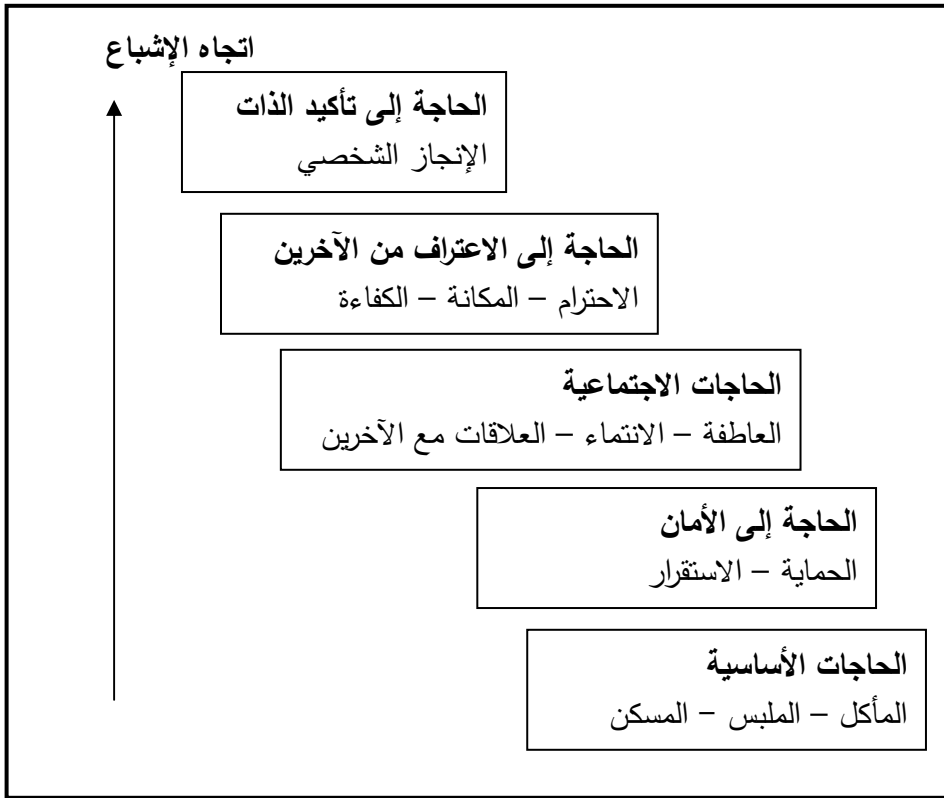 اتجاه الإشباع
الحاجة إلى تأكيد الذات
الإنجاز الشخصي
الحاجة إلى الاعتراف من الآخرين
الاحترام – المكانة – الكفاءة
الحاجات الاجتماعية
العاطفة – الانتماء – العلاقات مع الآخرين
الحاجة إلى الأمان
الحماية – الاستقرار
الحاجات الأساسية
المأكل – الملبس – المسكن